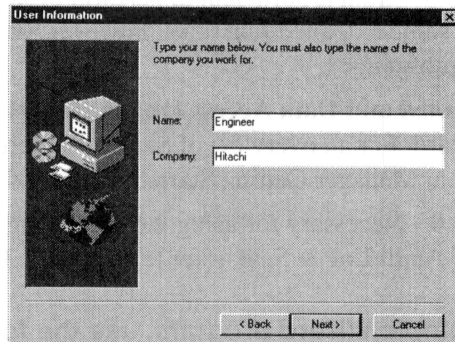 User Information
Type your name below. You must also type the name of the
company you work for.
Name: Engineer
Company: Hitachi
< Back Next > Cancel